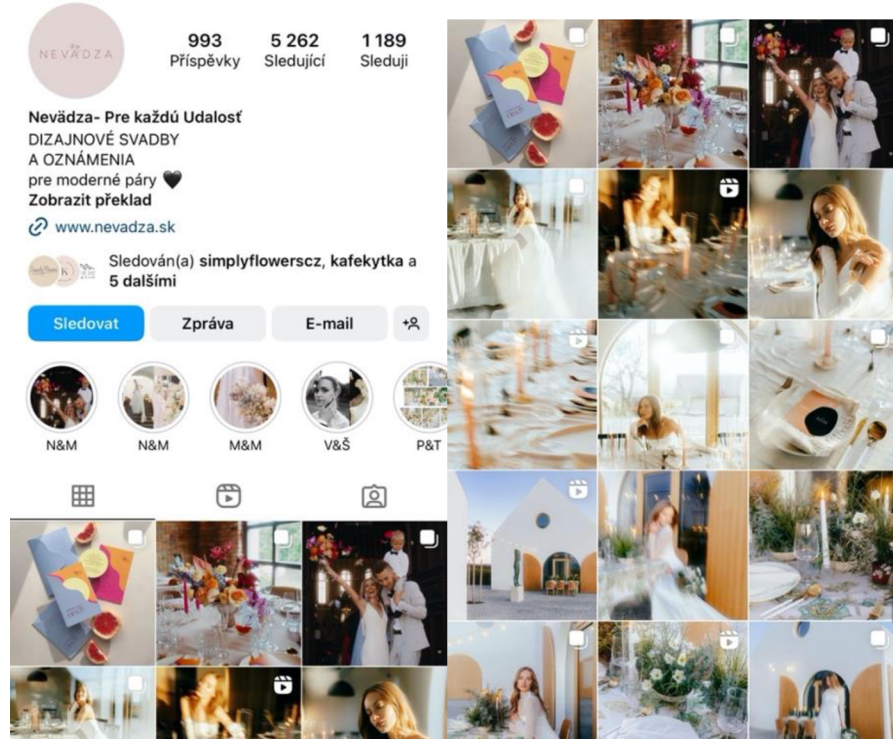 NEVÄDZA
993
Příspěvky
5 262
Sledující
1 189
Sleduji
Nevädza- Pre každú Udalosť
DIZAJNOVÉ SVADBY
A OZNÁMENIA
pre moderné páry 🖤
Zobrazit překlad
www.nevadza.sk
Sledován(a) simplyflowerscz, kafekytka a
5 dalšími
Sledovat
Zpráva
E-mail
N&M
N&M
M&M
V&Š
P&T